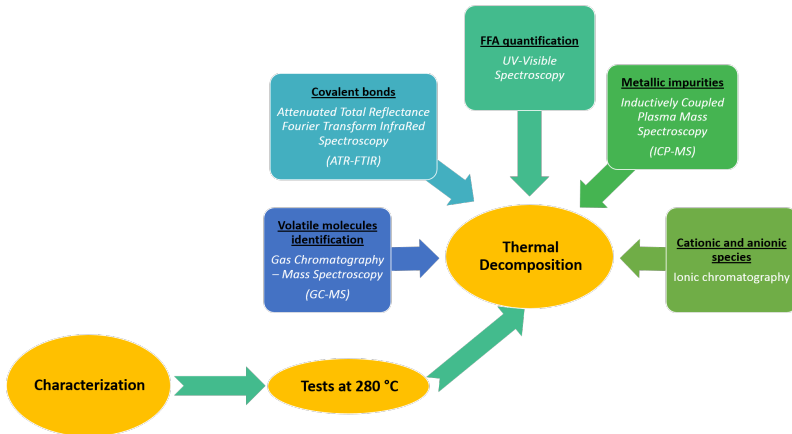 FFA quantification
UV-Visible
Spectroscopy
Metallic impurities
Inductively Coupled
Plasma Mass
Spectroscopy
(ICP-MS)
Covalent bonds
Attenuated Total Reflectance
Fourier Transform InfraRed
Spectroscopy
(ATR-FTIR)
Volatile molecules
identification
Gas Chromatography
– Mass Spectroscopy
(GC-MS)
Thermal
Decomposition
Cationic and anionic
species
Ionic chromatography
Characterization
Tests at 280 °C